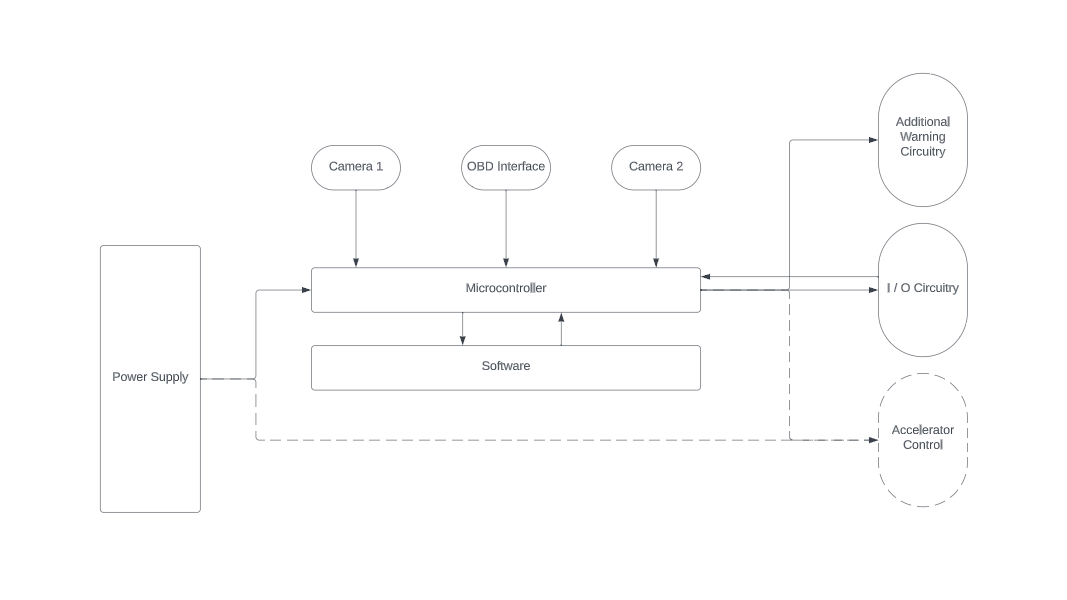 Additional
Warning
Circuitry
Camera 1
OBD Interface
Camera 2
Microcontroller
I / O Circuitry
Software
Power Supply
Accelerator
Control